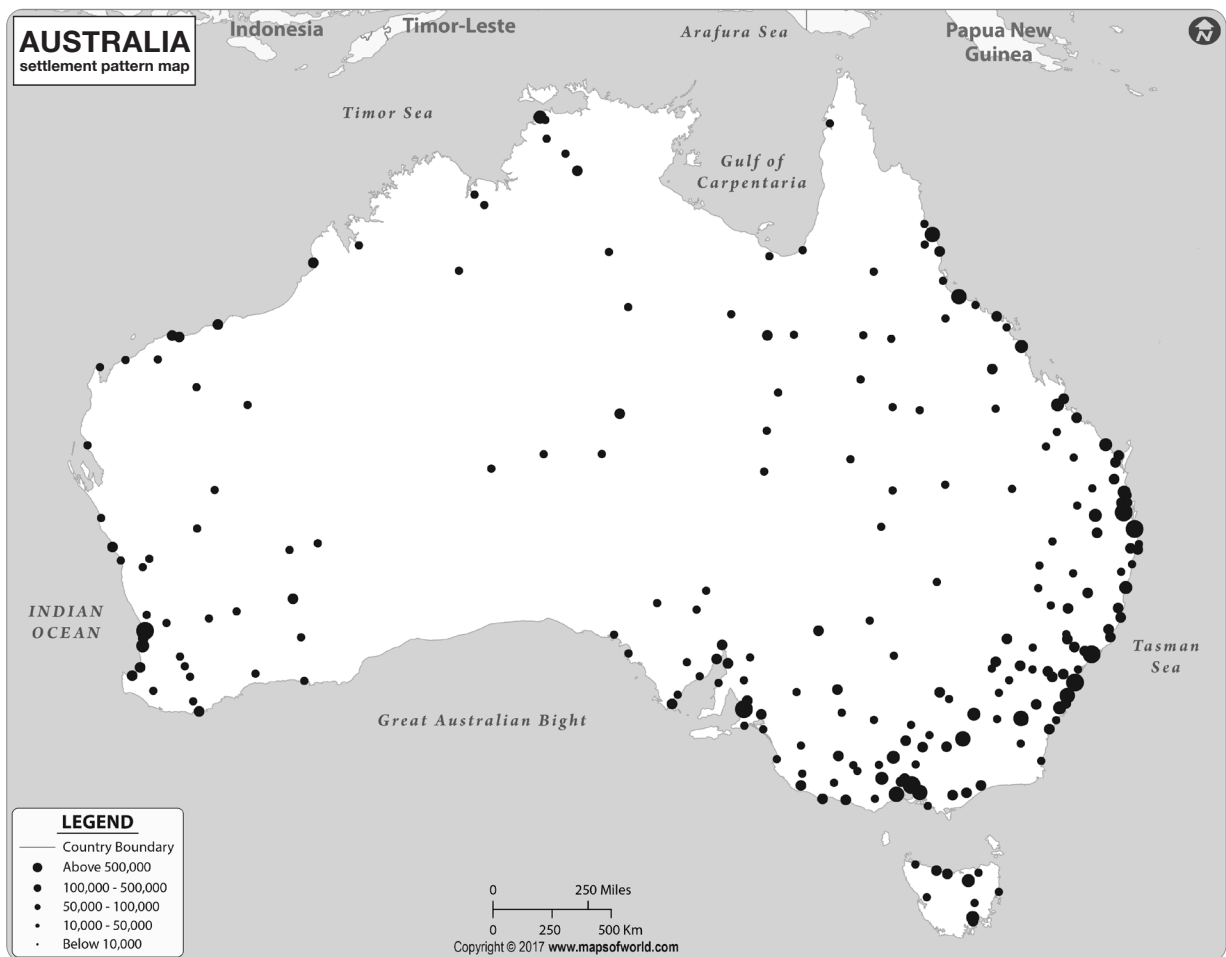 AUSTRALIA
settlement pattern map
Indonesia
Timor-Leste
Arafura Sea
Papua New
Guinea
N
Timor Sea
Gulf of
Carpentaria
INDIAN
OCEAN
Tasman
Sea
Great Australian Bight
LEGEND
Country Boundary
Above 500,000
100,000 - 500,000
50,000 - 100,000
10,000 - 50,000
Below 10,000
0 250 Miles
0 250 500 Km
Copyright © 2017 www.mapsofworld.com